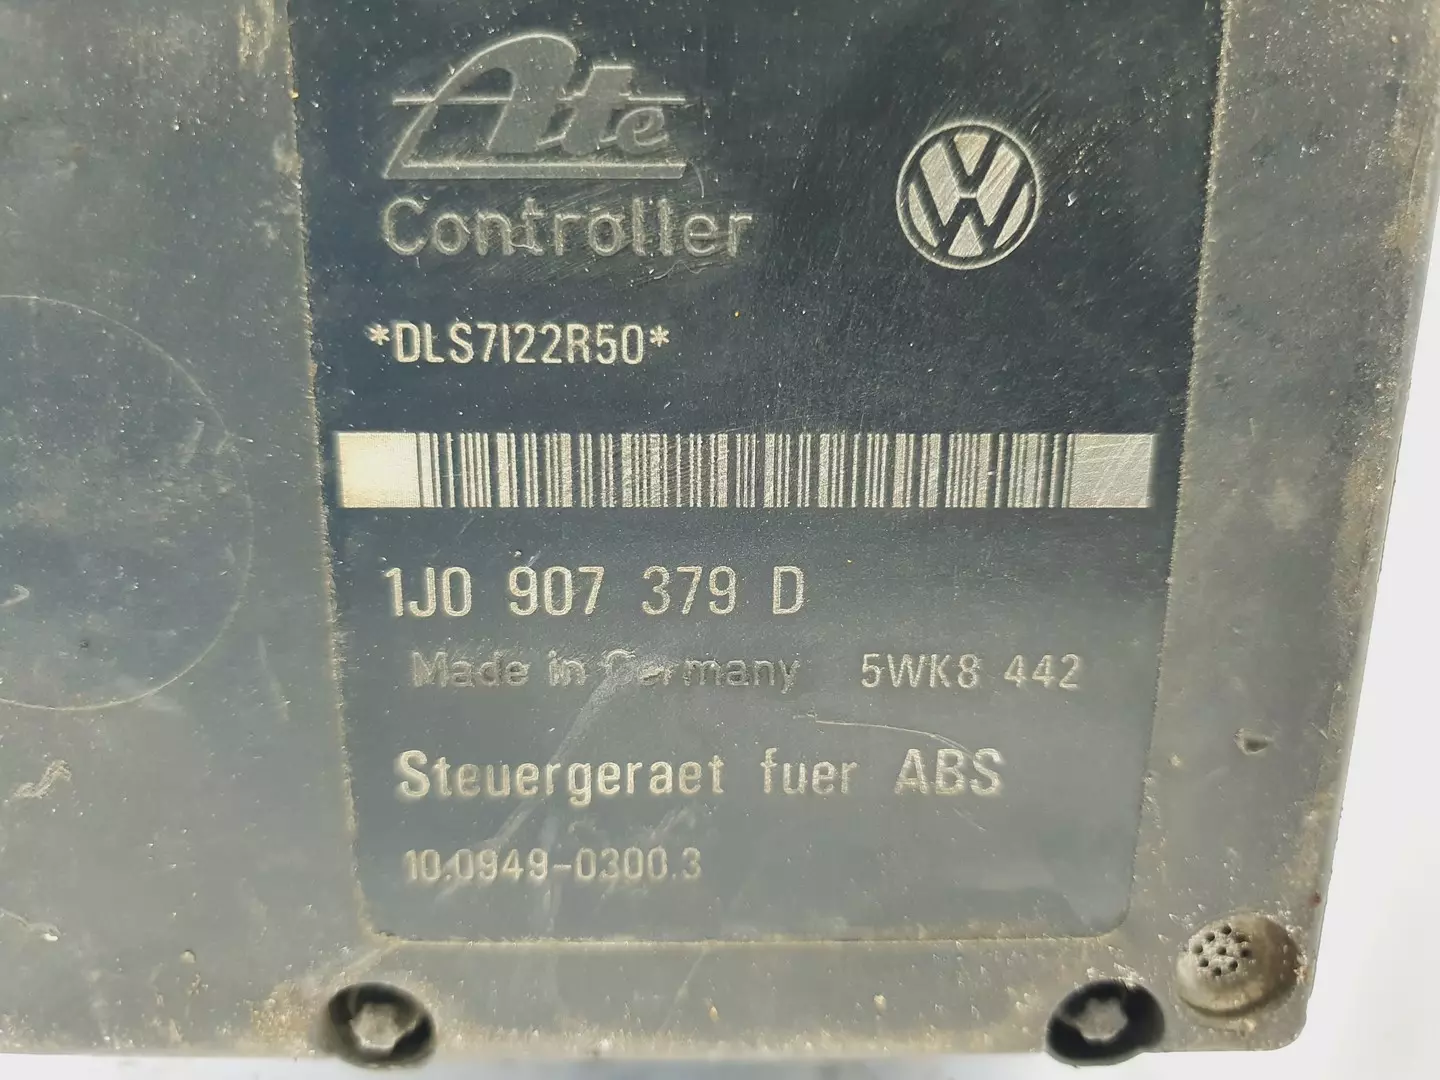 Ate
Controller
*DLS7I22R50*
1J0 907 379 D
Made in Germany 5WK8 442
Steuergeraet fuer ABS
10.0949-0300.3